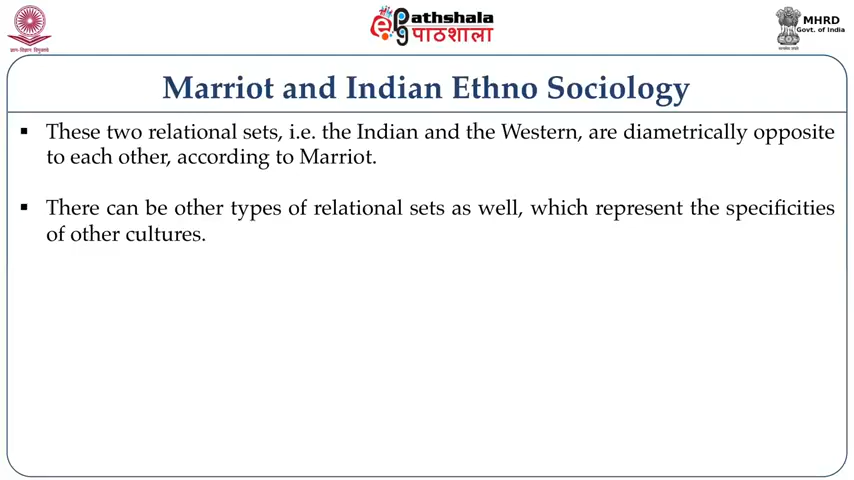 ePgPathshala
पाठशाला
MHRD
Govt. of India
Marriot and Indian Ethno Sociology
▪ These two relational sets, i.e. the Indian and the Western, are diametrically opposite
to each other, according to Marriot.
▪ There can be other types of relational sets as well, which represent the specificities
of other cultures.